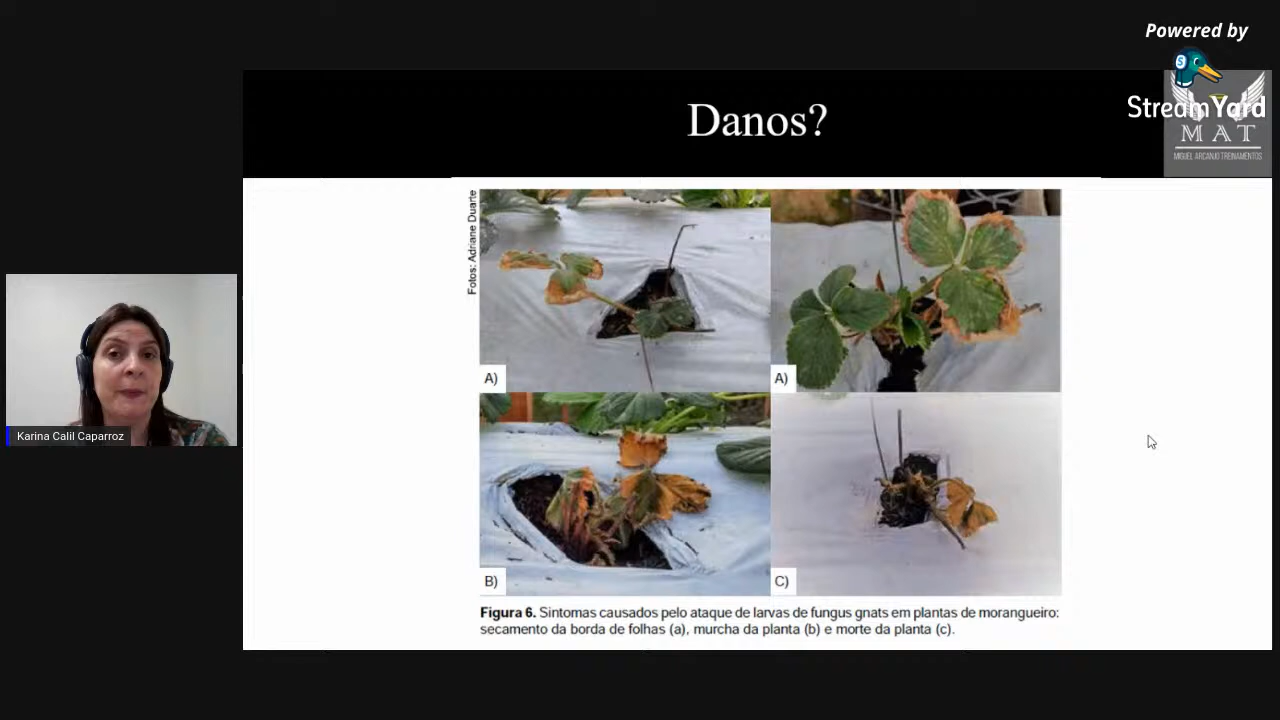 Powered by
StreamYard
MAT
MIGUEL ARCANJO TREINAMENTOS
Danos?
Fotos: Adriane Duarte
A)
A)
B)
C)
Karina Calil Caparroz
Figura 6. Sintomas causados pelo ataque de larvas de fungus gnats em plantas de morangueiro:
secamento da borda de folhas (a), murcha da planta (b) e morte da planta (c).